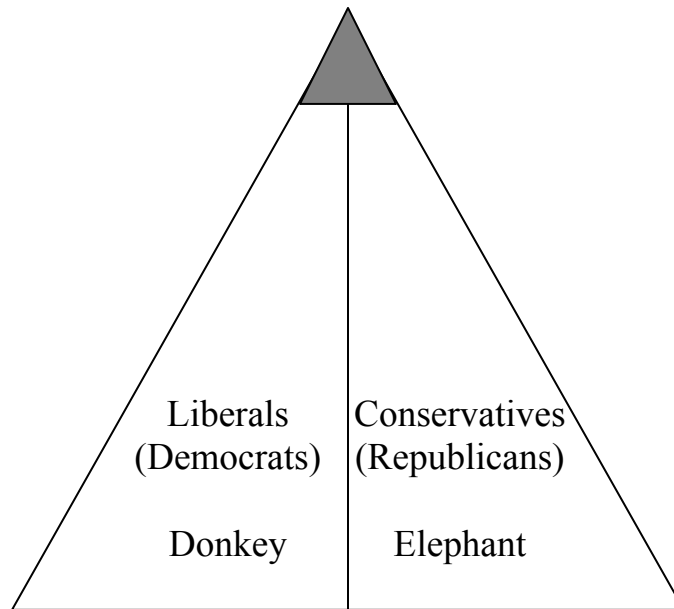 Liberals
(Democrats)
Donkey
Conservatives
(Republicans)
Elephant